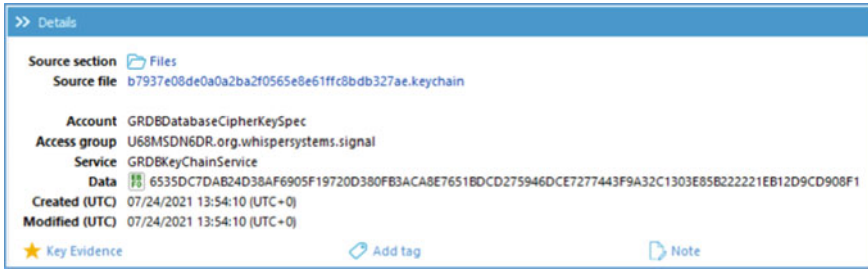 Details
Source section Files
Source file b7937e08de0a0a2ba2f0565e8e61ffc8bdb327ae.keychain
Account GRDBDatabaseCipherKeySpec
Access group U68MSDN6DR.org.whispersystems.signal
Service GRDBKeyChainService
Data 6535DC7DAB24D38AF6905F19720D380FB3ACA8E7651BDCD275946DCE7277443F9A32C1303E85B222221EB12D9CD908F1
Created (UTC) 07/24/2021 13:54:10 (UTC+0)
Modified (UTC) 07/24/2021 13:54:10 (UTC+0)
Key Evidence Add tag Note